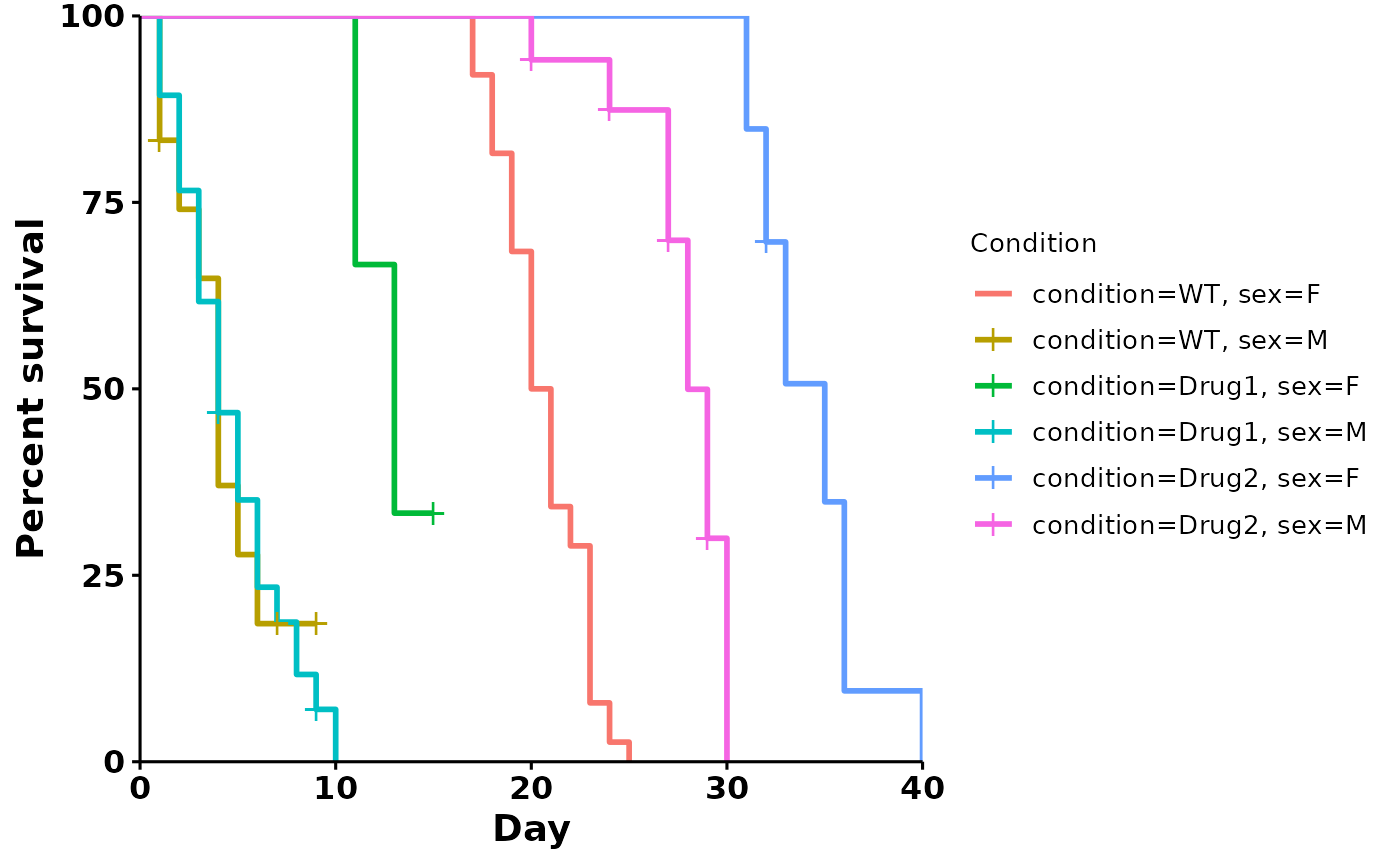 100
75
50
25
0
Percent survival
0 10 20 30 40
Day
Condition
condition=WT, sex=F
condition=WT, sex=M
condition=Drug1, sex=F
condition=Drug1, sex=M
condition=Drug2, sex=F
condition=Drug2, sex=M